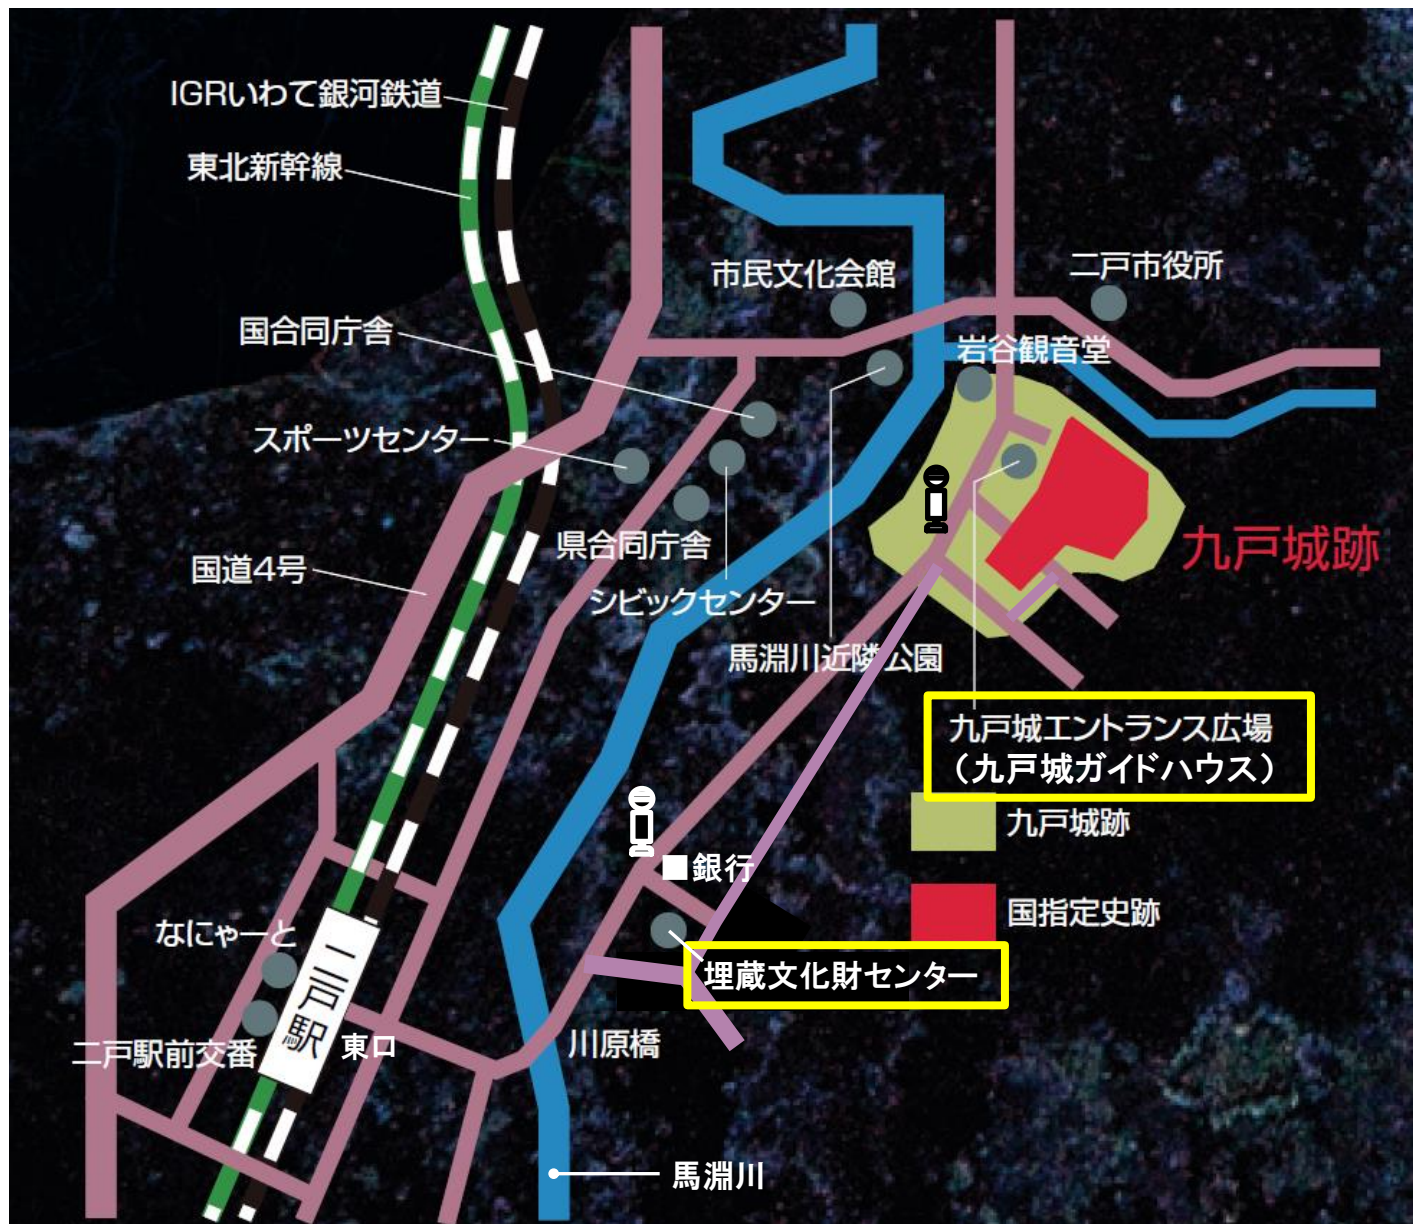 IGRいわて銀河鉄道
東北新幹線
市民文化会館
二戸市役所
国合同庁舎
岩谷観音堂
スポーツセンター
県合同庁舎
九戸城跡
国道4号
シビックセンター
馬淵川近隣公園
九戸城エントランス広場
（九戸城ガイドハウス）
九戸城跡
銀行
国指定史跡
なにゃーと
二戸駅
埋蔵文化財センター
二戸駅前交番
東口
川原橋
馬淵川